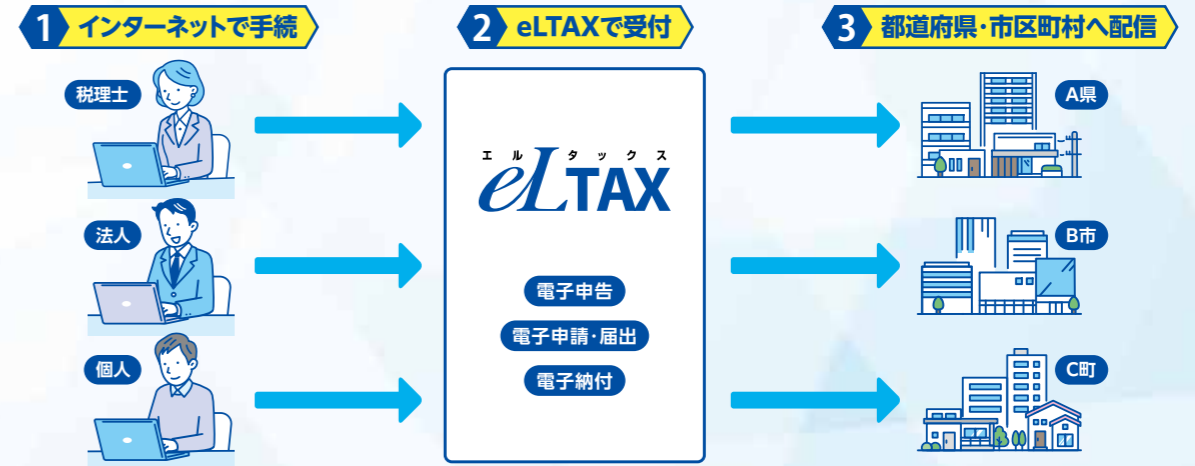 1 インターネットで手続
税理士
法人
個人
2 eLTAXで受付
エルタックス
eLTAX
電子申告
電子申請・届出
電子納付
3 都道府県・市区町村へ配信
A県
B市
C町